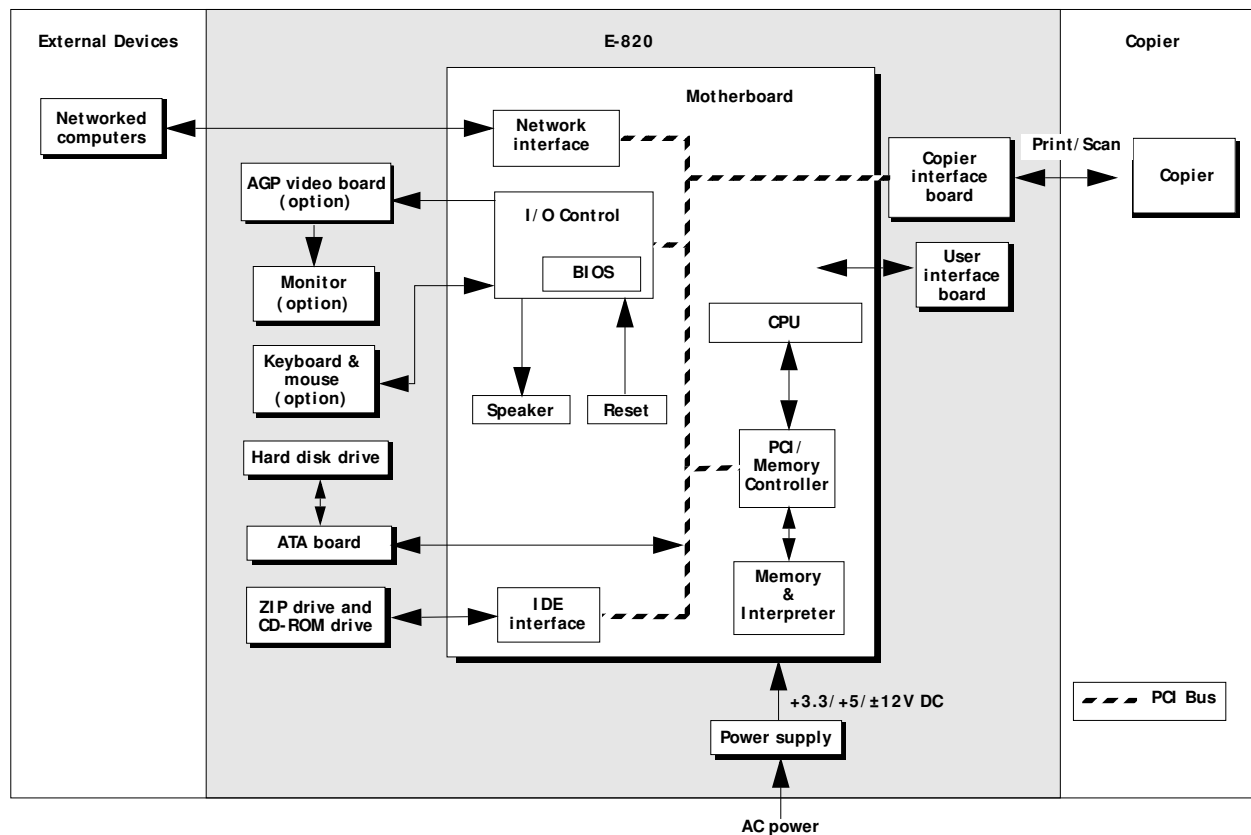 External Devices
E-820
Copier
Motherboard
Networked
computers
Network
interface
Copier
interface
board
Print/Scan
Copier
AGP video board
(option)
I/O Control
BIOS
User
interface
board
Monitor
(option)
CPU
Keyboard &
mouse
(option)
Speaker
Reset
Hard disk drive
PCI/
Memory
Controller
ATA board
Memory
&
Interpreter
ZIP drive and
CD-ROM drive
IDE
interface
+3.3/+5/±12V DC
PCI Bus
Power supply
AC power